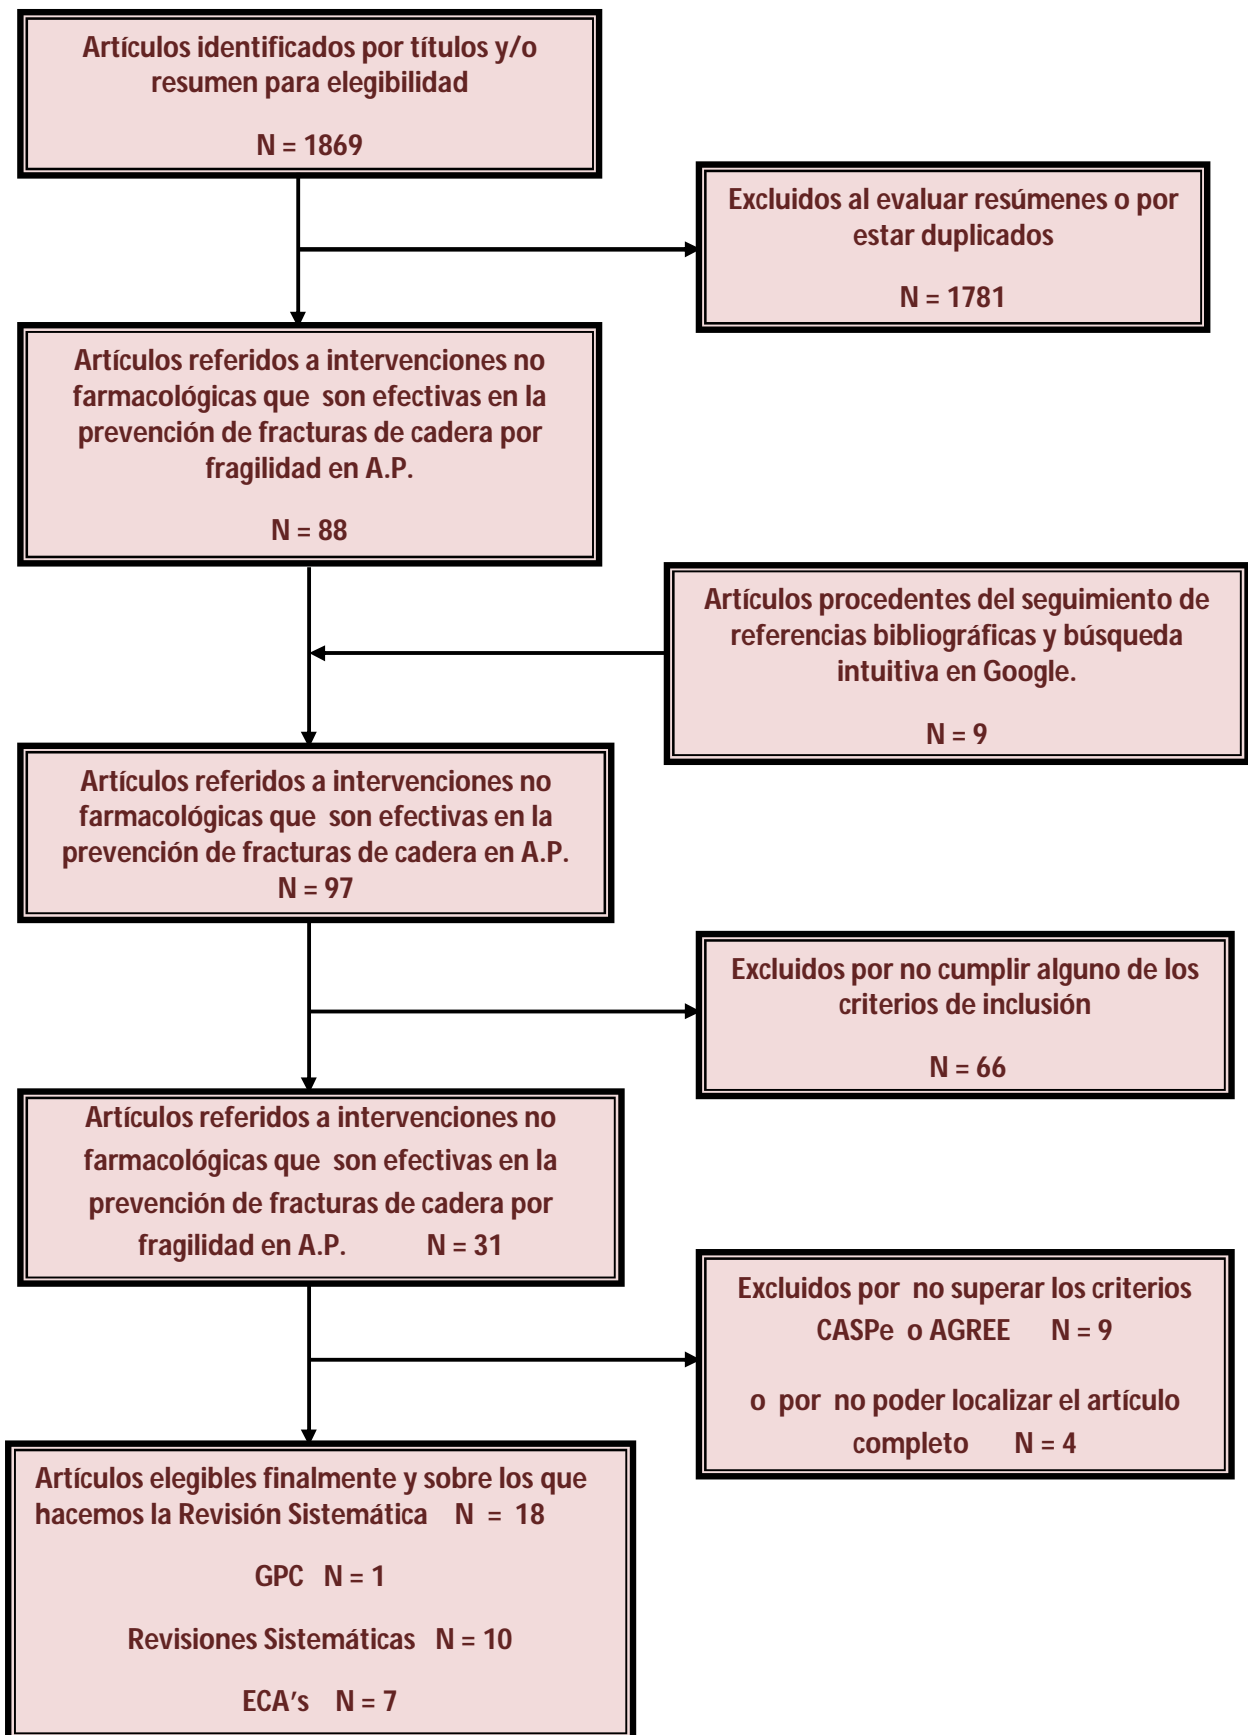 Artículos identificados por títulos y/o
resumen para elegibilidad
N = 1869
Excluidos al evaluar resúmenes o por
estar duplicados
N = 1781
Artículos referidos a intervenciones no
farmacológicas que son efectivas en la
prevención de fracturas de cadera por
fragilidad en A.P.
N = 88
Artículos procedentes del seguimiento de
referencias bibliográficas y búsqueda
intuitiva en Google.
N = 9
Artículos referidos a intervenciones no
farmacológicas que son efectivas en la
prevención de fracturas de cadera en A.P.
N = 97
Excluidos por no cumplir alguno de los
criterios de inclusión
N = 66
Artículos referidos a intervenciones no
farmacológicas que son efectivas en la
prevención de fracturas de cadera por
fragilidad en A.P. N = 31
Excluidos por no superar los criterios
CASPe o AGREE N = 9
o por no poder localizar el artículo
completo N = 4
Artículos elegibles finalmente y sobre los que
hacemos la Revisión Sistemática N = 18
GPC N = 1
Revisiones Sistemáticas N = 10
ECA's N = 7